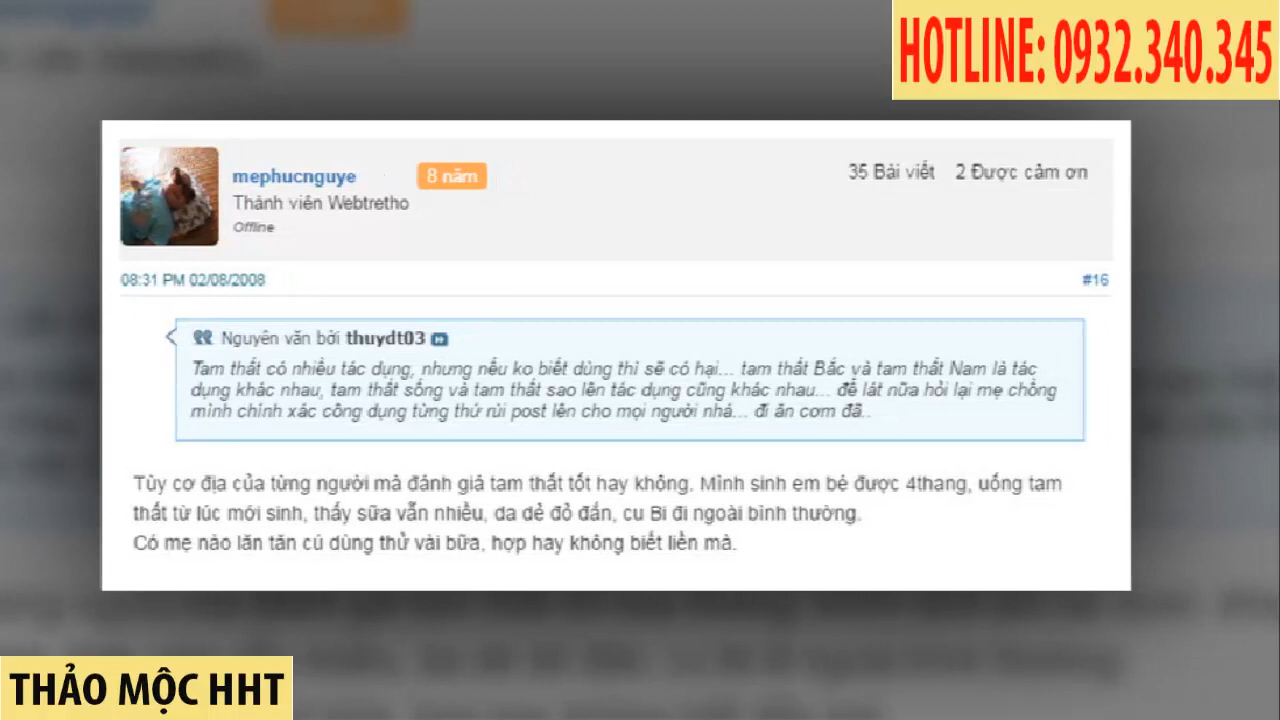 HOTLINE: 0932.340.345
mephucnguye
8 năm
35 Bài viết
2 Được cảm ơn
Thành viên Webtretho
Offline
08:31 PM 02/08/2008
#16
Nguyên văn bởi thuydt03
Tam thất có nhiều tác dụng, nhưng nếu ko biết dùng thì sẽ có hại... tam thất Bắc và tam thất Nam là tác
dụng khác nhau, tam thất sống và tam thất sao lên tác dụng cũng khác nhau... để lát nữa hỏi lại mẹ chồng
mình chính xác công dụng từng thứ rùi post lên cho mọi người nhá... đi ăn cơm đã..
Tùy cơ địa của từng người mà đánh giá tam thất tốt hay không. Mình sinh em bé được 4thang, uống tam
thất từ lúc mới sinh, thấy sữa vẫn nhiều, da dẻ đỏ đắn, cu Bi đi ngoài bình thường.
Có mẹ nào lăn tăn cú dùng thử vài bữa, hợp hay không biết liền mà.
THẢO MỘC HHT